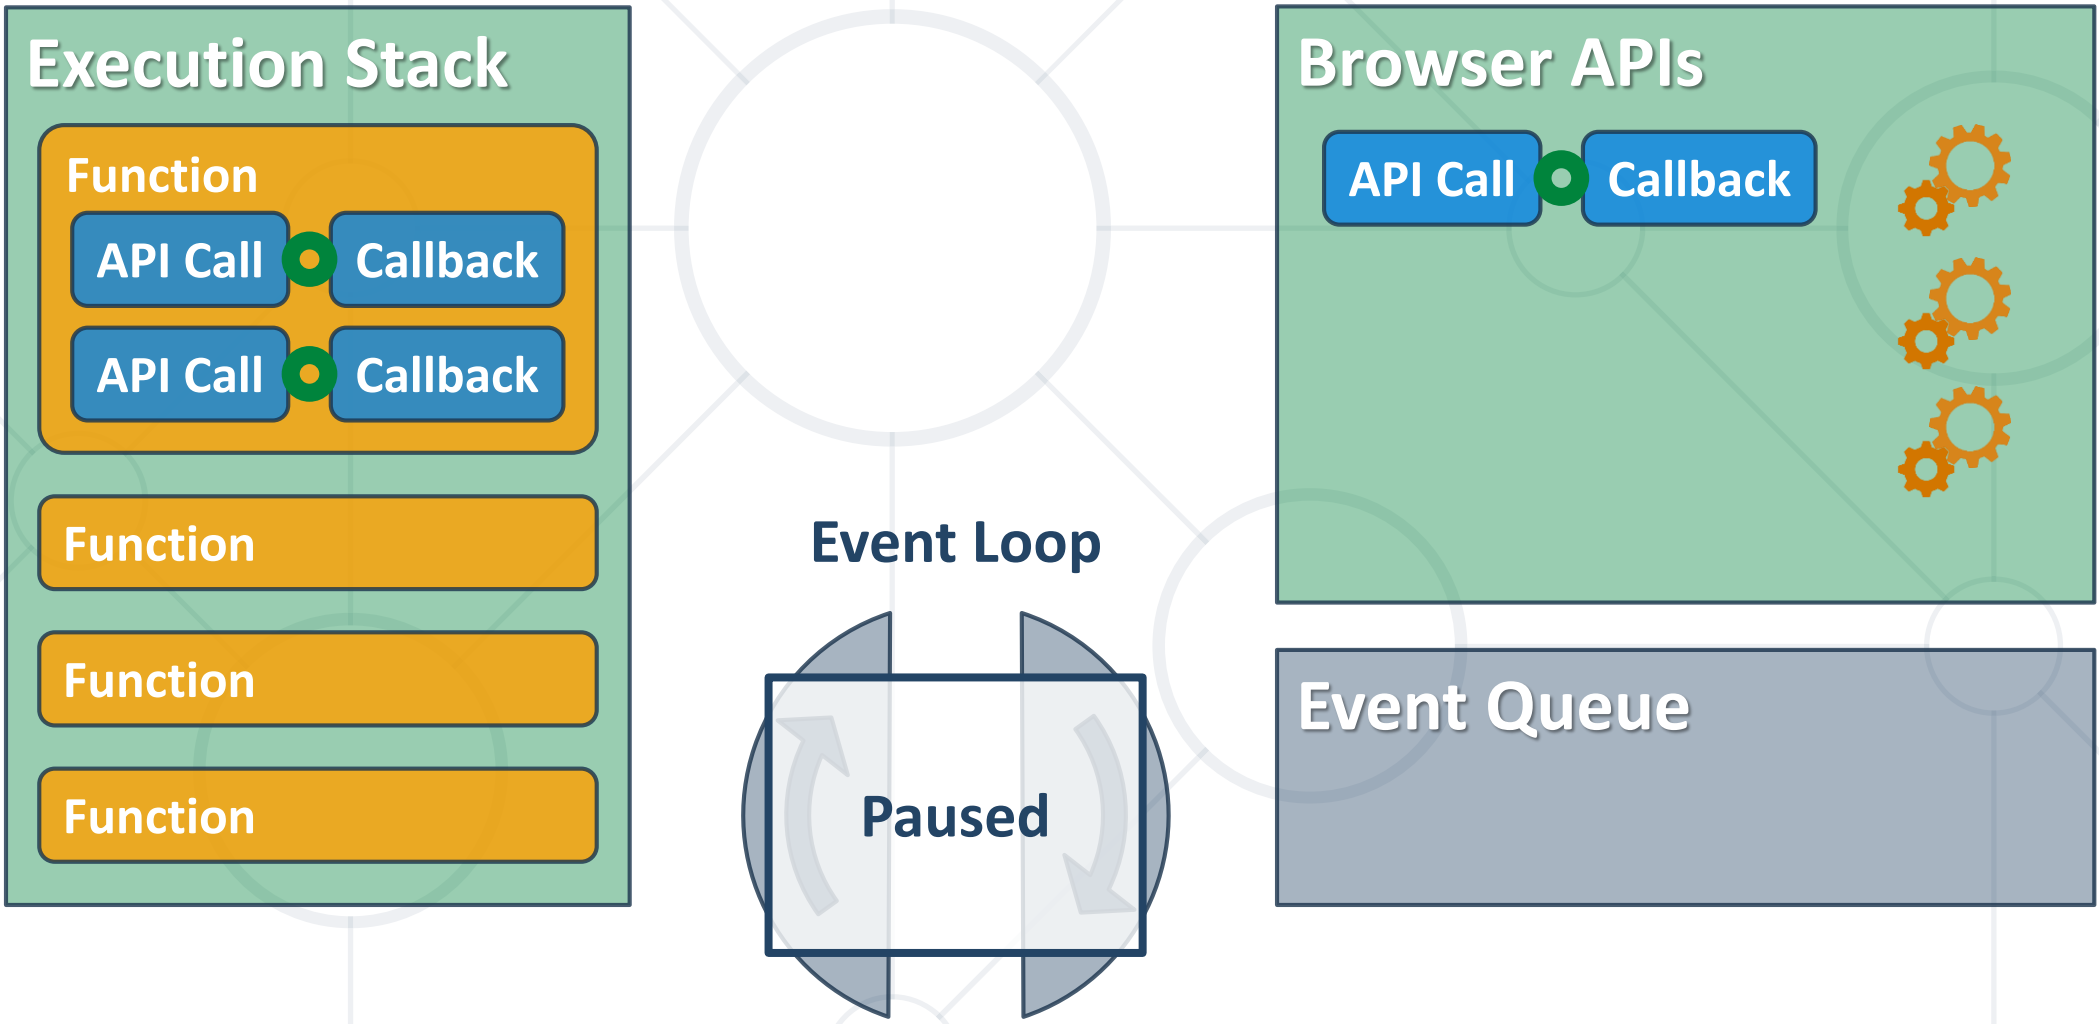 Execution Stack
Function
API Call Callback
API Call Callback
Function
Function
Function
Event Loop
Paused
Browser APIs
API Call Callback
Event Queue